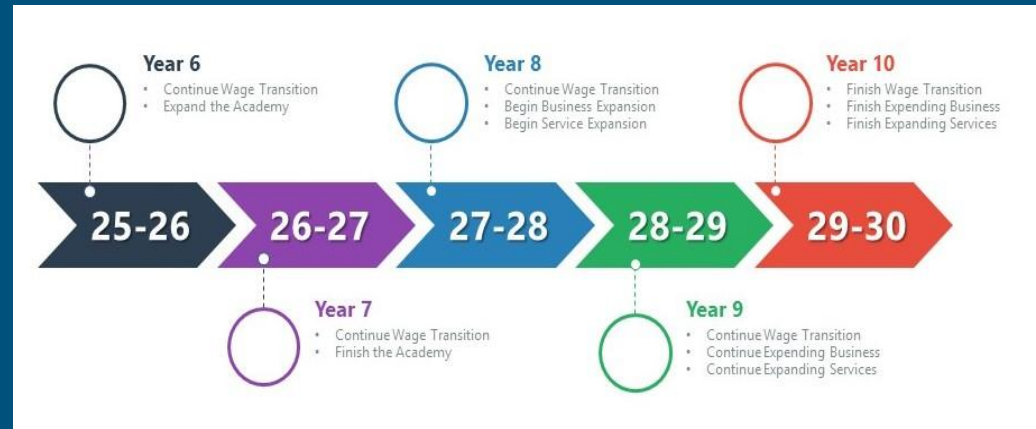 Year 6
• Continue Wage Transition
• Expand the Academy
Year 8
• Continue Wage Transition
• Begin Business Expansion
• Begin Service Expansion
Year 10
• Finish Wage Transition
• Finish Expending Business
• Finish Expanding Services
25-26
26-27
27-28
28-29
29-30
Year 7
• Continue Wage Transition
• Finish the Academy
Year 9
• Continue Wage Transition
• Continue Expending Business
• Continue Expanding Services